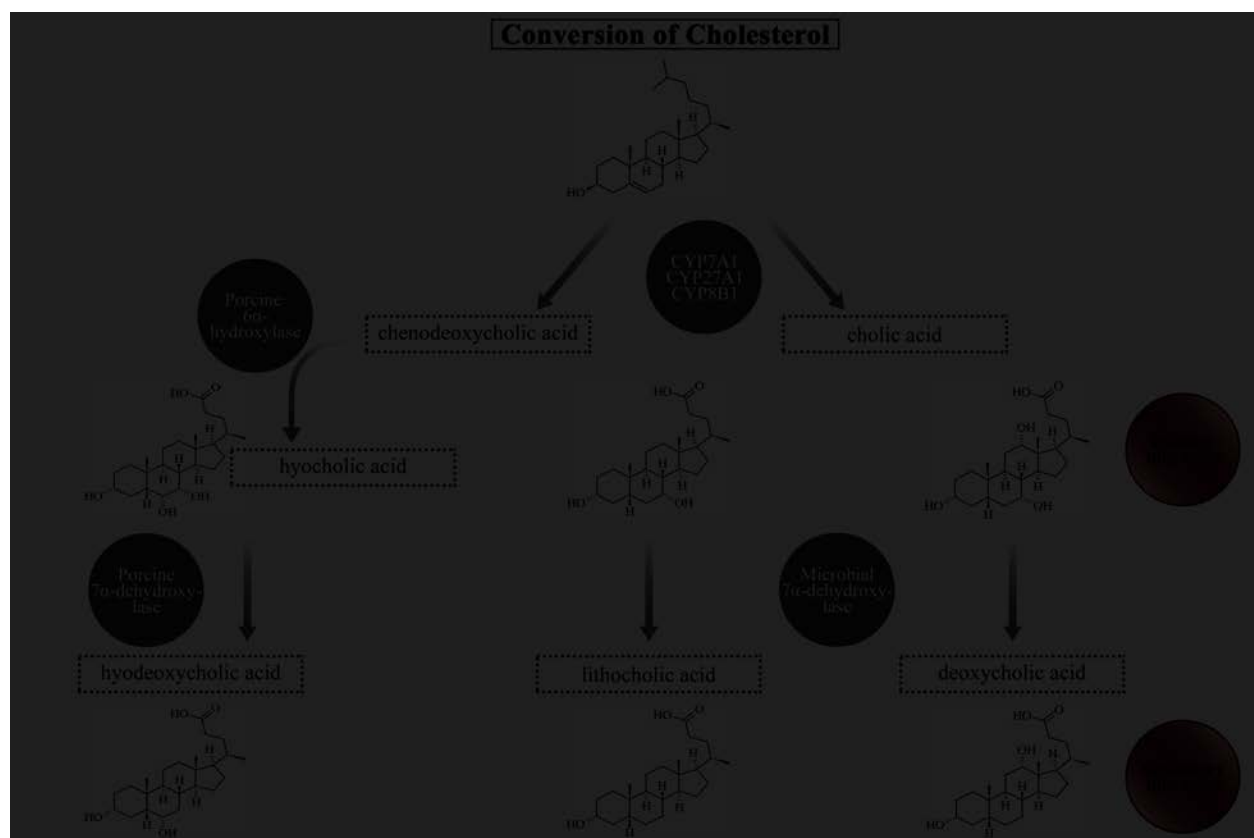 Conversion of Cholesterol
H
H
H
H
HO
CYP7A1
CYP27A1
CYP8B1
Porcine
6α-
hydroxylase
chenodeoxycholic acid
cholic acid
HO
O
H
H
H
H
HO
H
OH
OH
hyocholic acid
HO
O
H
H
H
H
HO
H
OH
HO
O
OH
H
H
H
H
HO
H
OH
Porcine
7α-dehydroxy-
lase
Microbial
7α-dehydroxy-
lase
hyodeoxycholic acid
lithocholic acid
deoxycholic acid
HO
O
H
H
H
H
HO
H
OH
HO
O
H
H
H
H
HO
H
HO
O
OH
H
H
H
H
HO
H